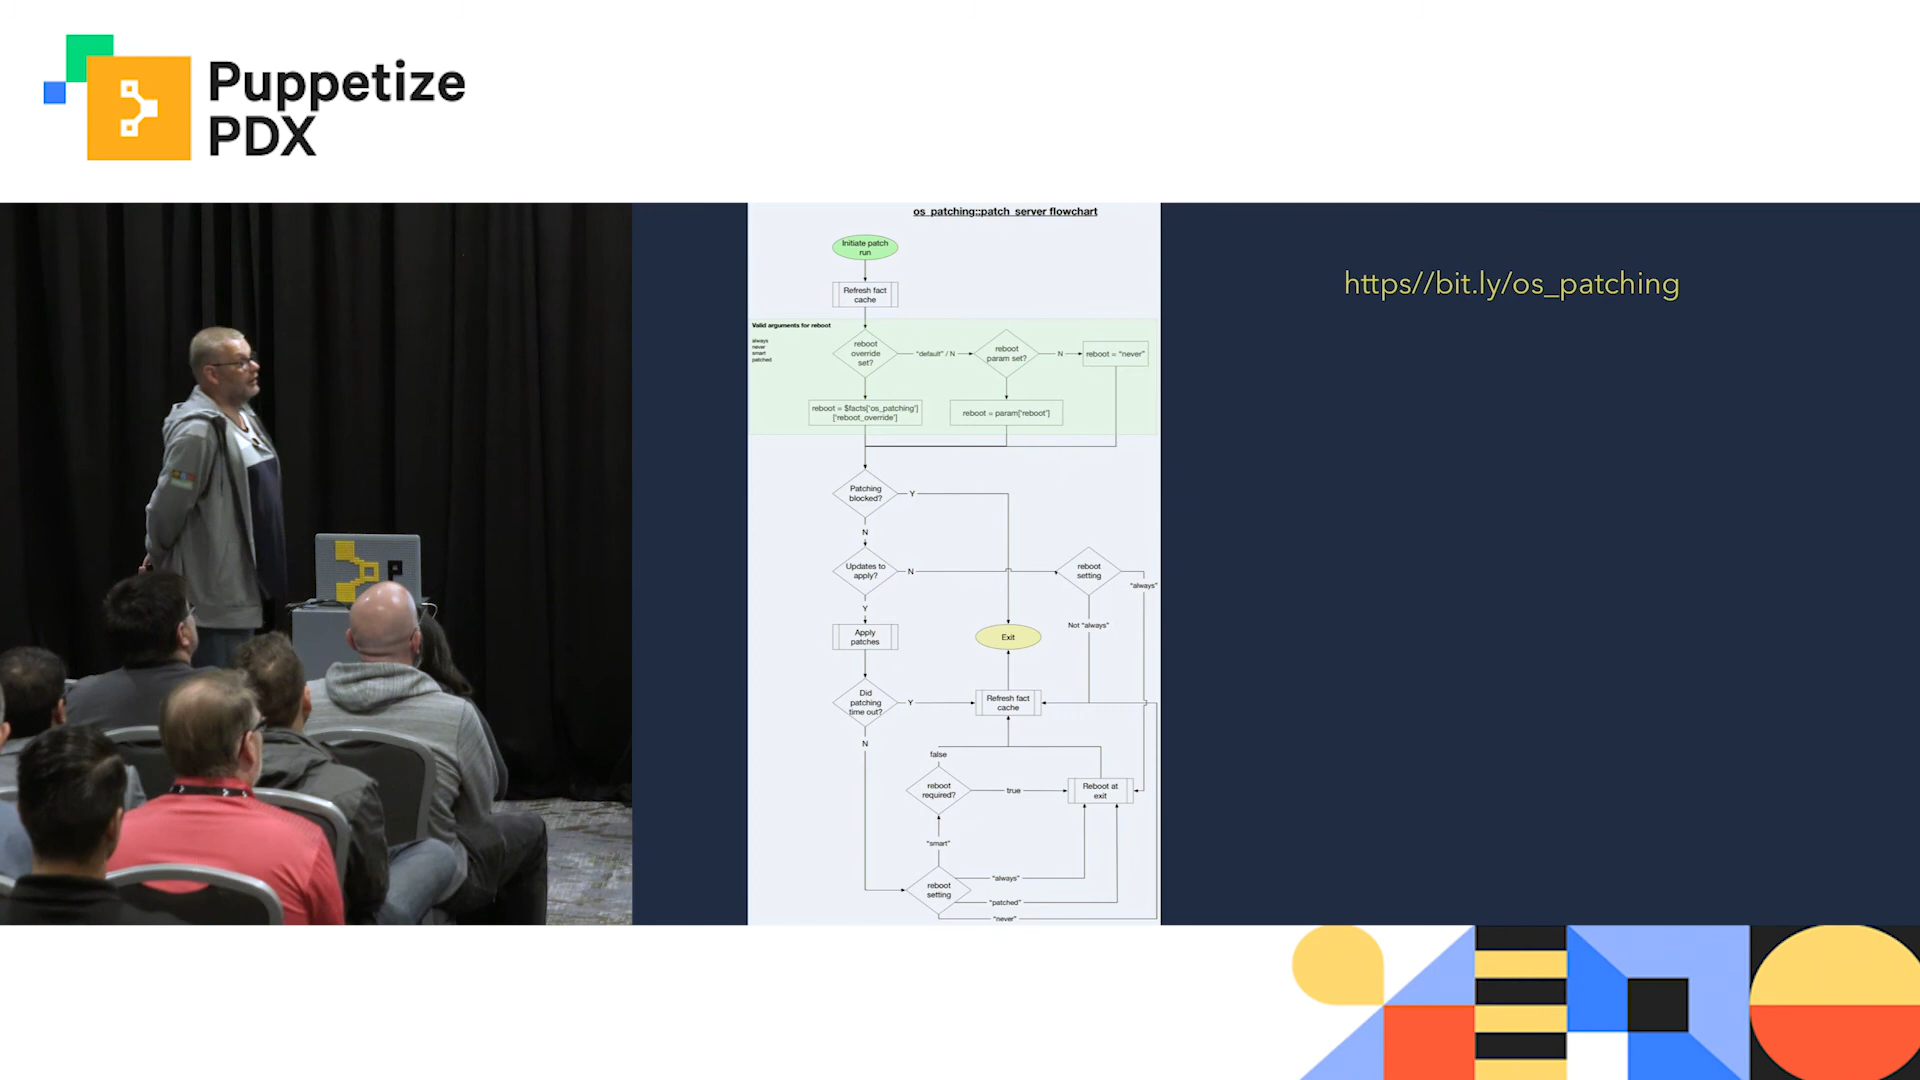 Puppetize
PDX
os_patching::patch_server flowchart
https//bit.ly/os_patching
Initiate patch
run
Refresh fact
cache
Valid arguments for reboot
always
never
smart
patched
reboot
override
set?
"default" / N
reboot
param set?
N
reboot = "never"
reboot = $facts['os_patching']
['reboot_override']
reboot = param['reboot']
Patching
blocked?
Y
N
Updates to
apply?
N
reboot
setting
"always"
Y
Not "always"
Apply
patches
Exit
Did
patching
time out?
Y
Refresh fact
cache
N
false
reboot
required?
true
Reboot at
exit
"smart"
reboot
setting
"always"
"patched"
"never"